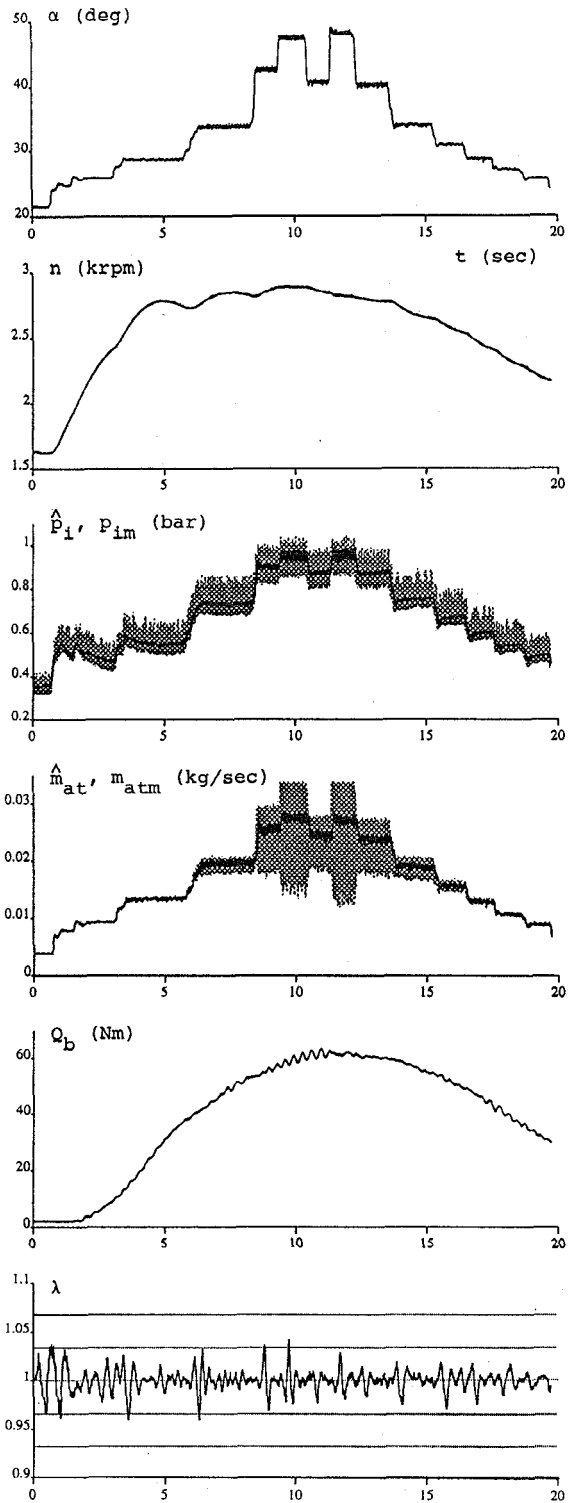 α (deg)
50
40
30
20
0 5 10 15 20
t (sec)
n (krpm)
3
2.5
2
1.5
0 5 10 15 20
p̂i, pim (bar)
1
0.8
0.6
0.4
0.2
0 5 10 15 20
m̂at, matm (kg/sec)
0.03
0.02
0.01
0
0 5 10 15 20
Qb (Nm)
60
40
20
0
0 5 10 15 20
λ
1.1
1.05
1
0.95
0.9
0 5 10 15 20